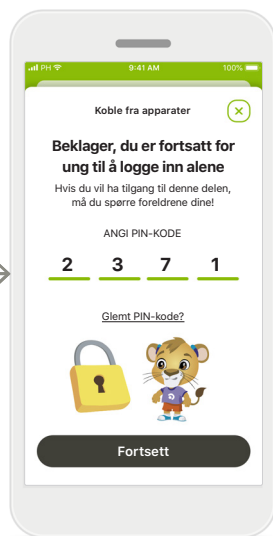 PH 9:41 AM 100%
Koble fra apparater
Beklager, du er fortsatt for
ung til å logge inn alene
Hvis du vil ha tilgang til denne delen,
må du spørre foreldrene dine!
ANGI PIN-KODE
2 3 7 1
Glemt PIN-kode?
Fortsett